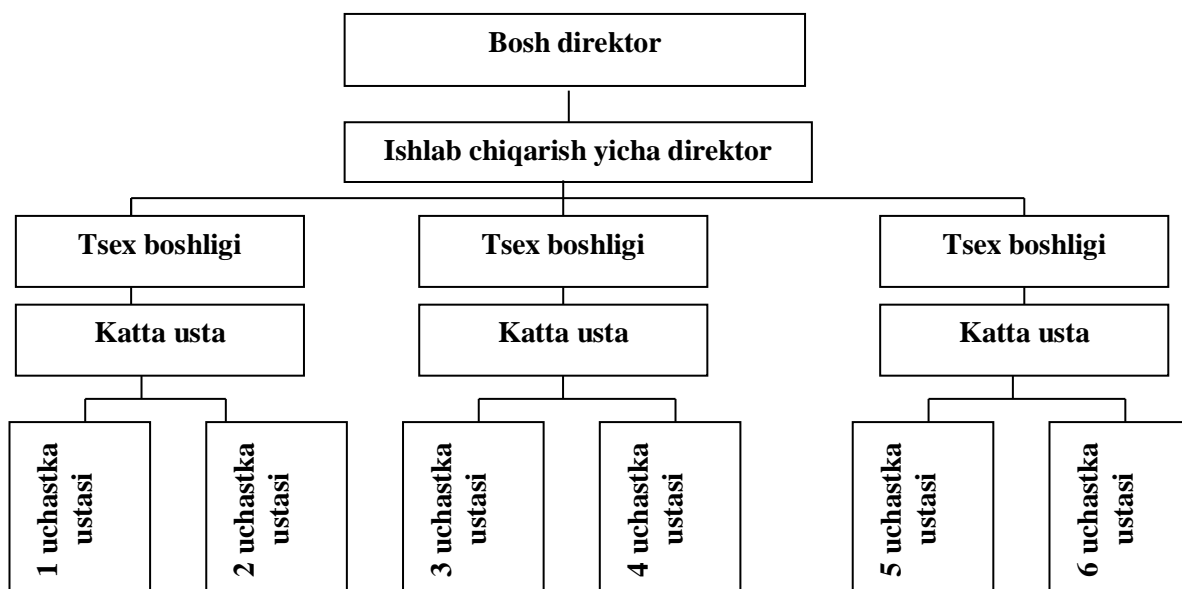 Bosh direktor
Ishlab chiqarish yicha direktor
Tsex boshligi
Tsex boshligi
Tsex boshligi
Katta usta
Katta usta
Katta usta
1 uchastka
ustasi
2 uchastka
ustasi
3 uchastka
ustasi
4 uchastka
ustasi
5 uchastka
ustasi
6 uchastka
ustasi